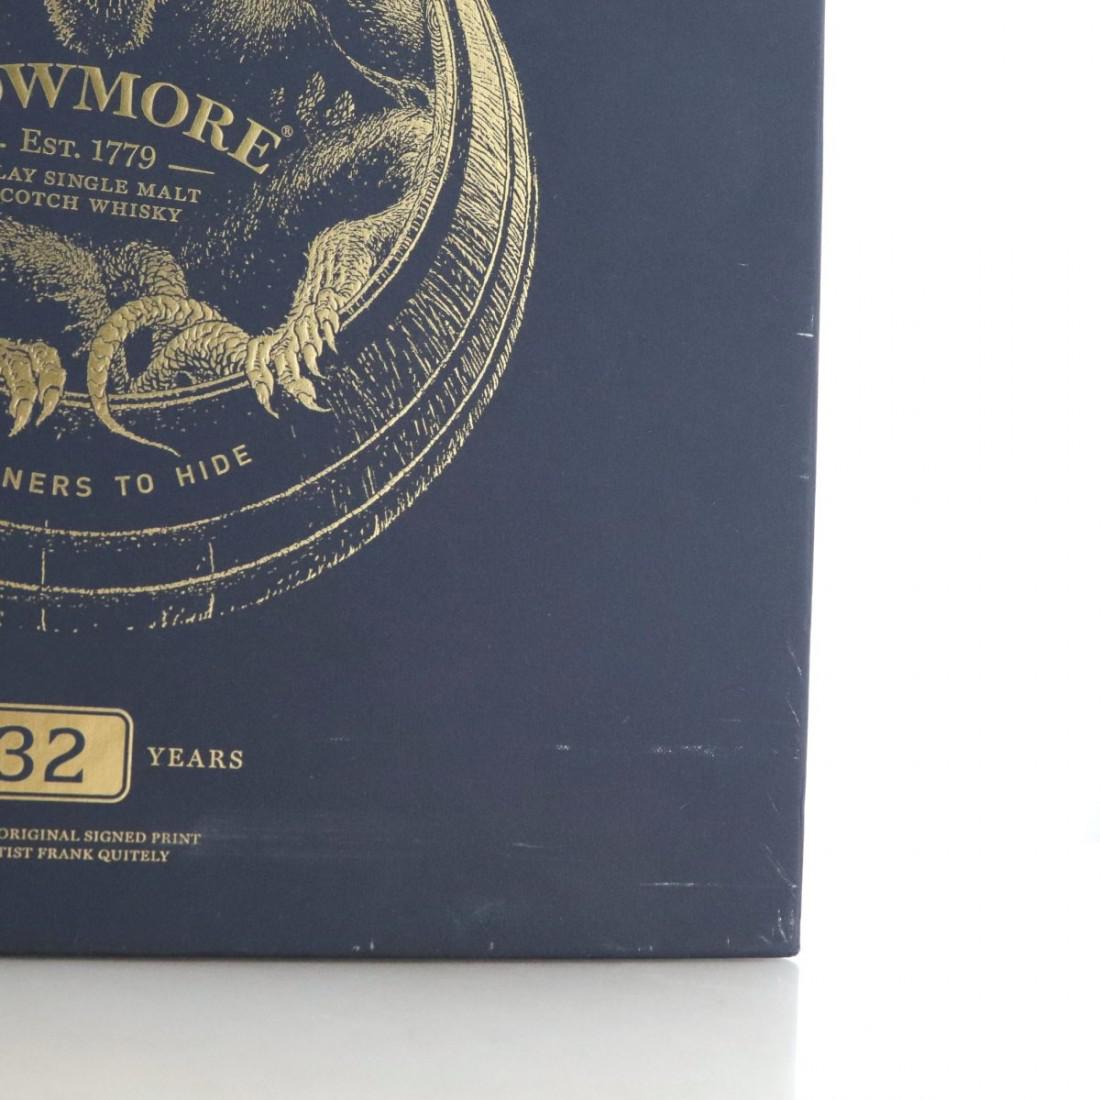 OWMORE®
Est. 1779
LAY SINGLE MALT
COTCH WHISKY
NERS TO HIDE
32 YEARS
ORIGINAL SIGNED PRINT
TIST FRANK QUITELY